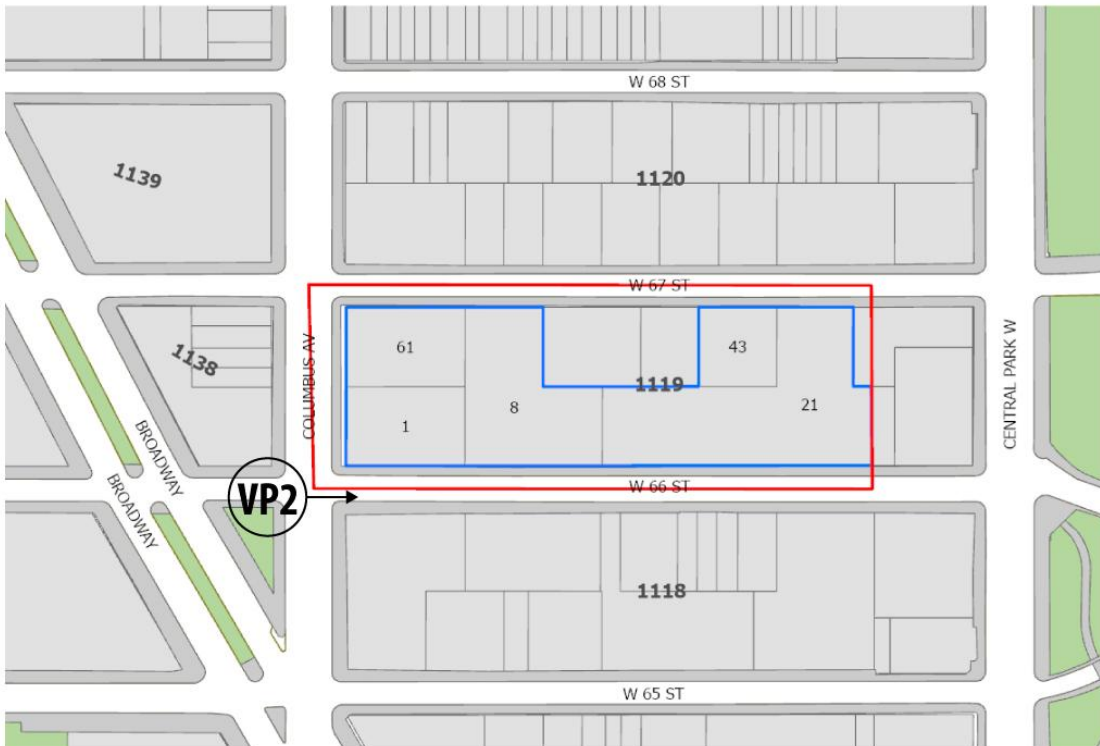 W 68 ST
1139
1120
W 67 ST
COLUMBUS AV
1138
61
43
1119
CENTRAL PARK W
8
21
1
BROADWAY
BROADWAY
VP2
W 66 ST
1118
W 65 ST